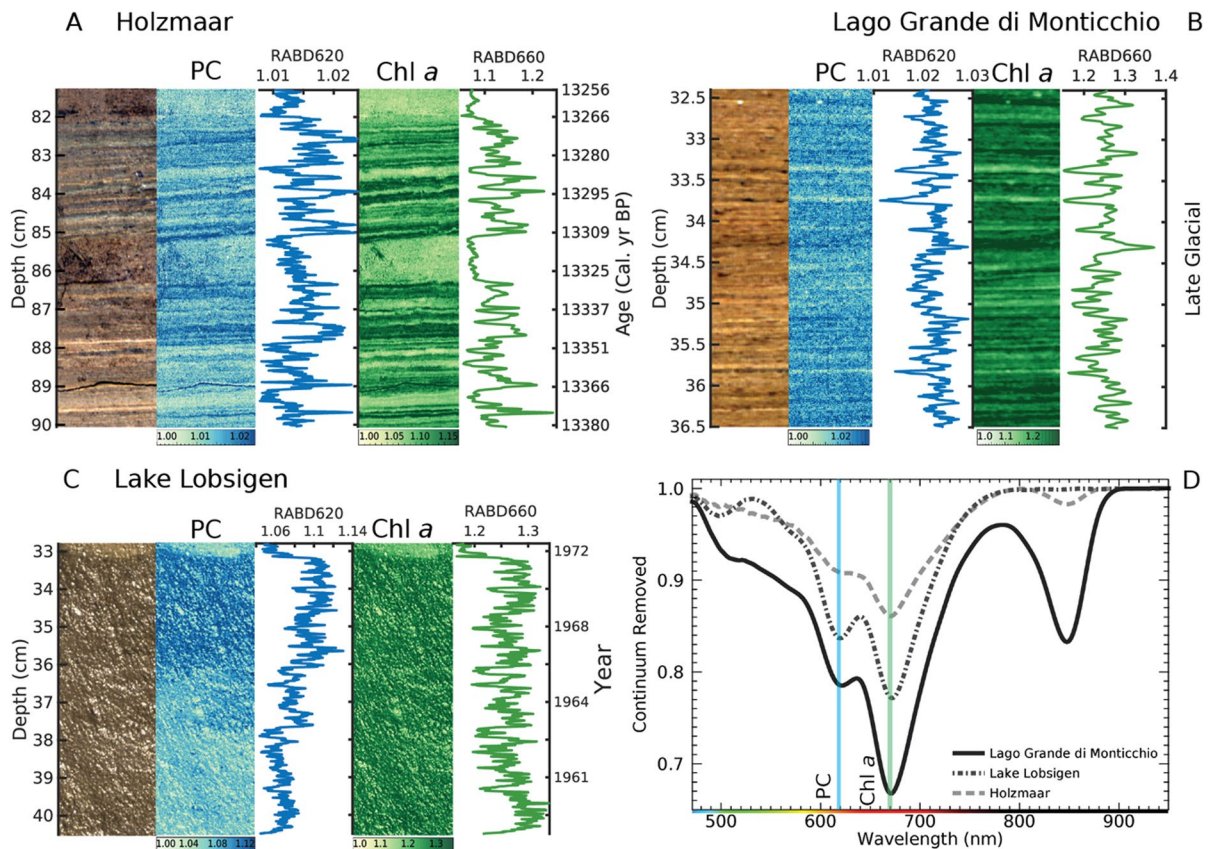 A Holzmaar
PC
RABD620
1.01 1.02
Chl a
RABD660
1.1 1.2
Depth (cm)
82
83
84
85
86
87
88
89
90
13256
13266
13280
13295
13309
13325
13337
13351
13366
13380
Age (Cal. yr BP)
1.00 1.01 1.02
1.00 1.05 1.10 1.15
Lago Grande di Monticchio B
PC
RABD620
1.01 1.02 1.03
Chl a
RABD660
1.2 1.3 1.4
Depth (cm)
32.5
33
33.5
34
34.5
35
35.5
36
36.5
Late Glacial
1.00 1.02
1.0 1.1 1.2
C Lake Lobsigen
PC
RABD620
1.06 1.1 1.14
Chl a
RABD660
1.2 1.3
Depth (cm)
33
34
35
36
37
38
39
40
1972
1968
1964
1961
Year
1.00 1.04 1.08 1.12
1.0 1.1 1.2 1.3
D
Continuum Removed
1.0
0.9
0.8
0.7
PC
Chl a
Lago Grande di Monticchio
Lake Lobsigen
Holzmaar
500 600 700 800 900
Wavelength (nm)